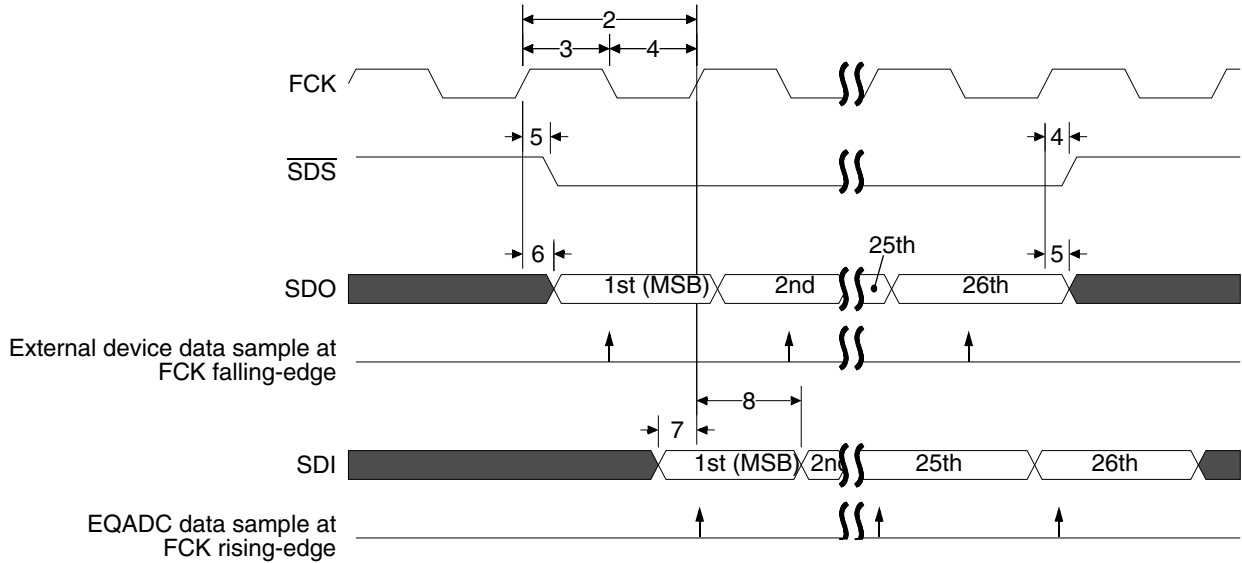 2
3 4
FCK
5 4
SDS
6 25th 5
SDO 1st (MSB) 2nd 26th
External device data sample at
FCK falling-edge
8
7
SDI 1st (MSB) 2nd 25th 26th
EQADC data sample at
FCK rising-edge